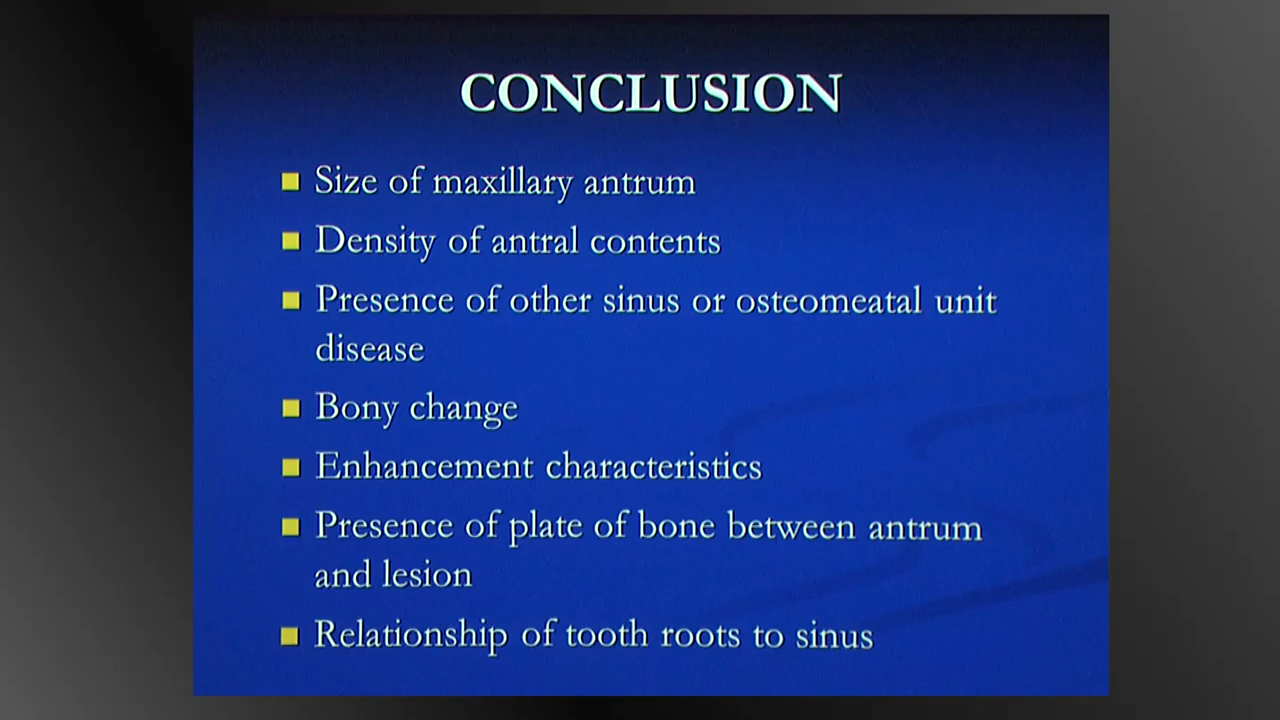 CONCLUSION
Size of maxillary antrum
Density of antral contents
Presence of other sinus or osteomeatal unit
disease
Bony change
Enhancement characteristics
Presence of plate of bone between antrum
and lesion
Relationship of tooth roots to sinus